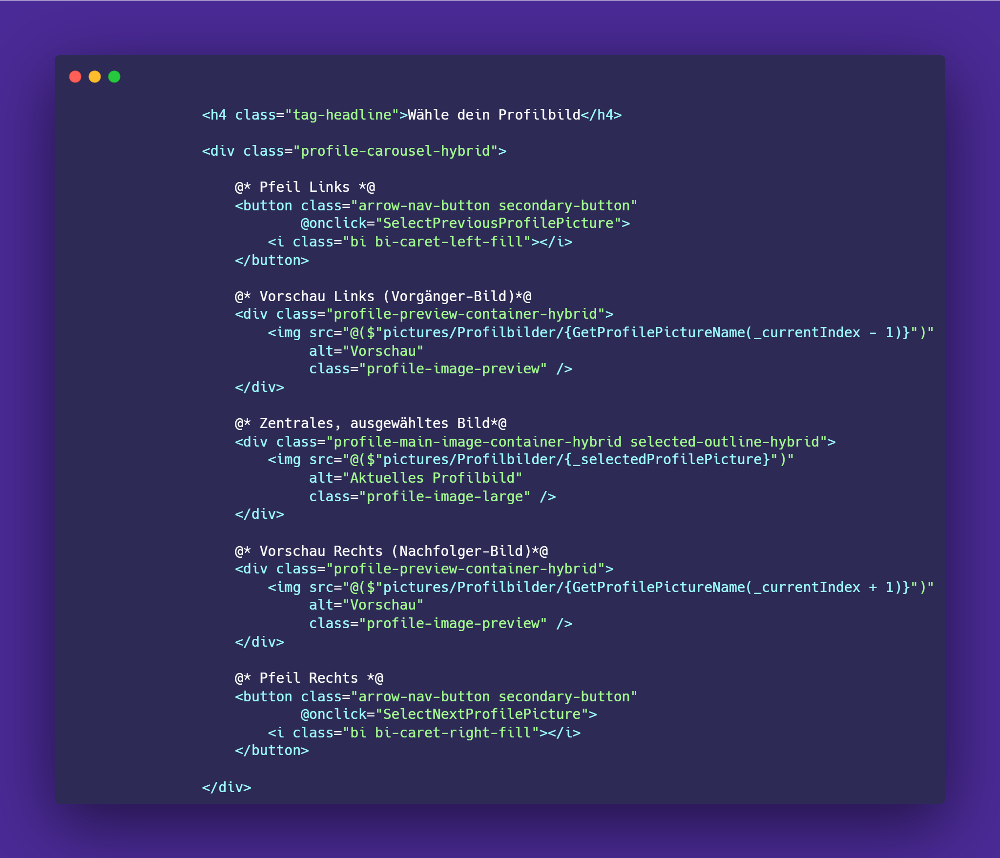 <h4 class="tag-headline">Wähle dein Profilbild</h4>
<div class="profile-carousel-hybrid">
@* Pfeil Links *@
<button class="arrow-nav-button secondary-button"
@onclick="SelectPreviousProfilePicture">
<i class="bi bi-caret-left-fill"></i>
</button>
@* Vorschau Links (Vorgänger-Bild)*@
<div class="profile-preview-container-hybrid">
<img src="@($"pictures/Profilbilder/{GetProfilePictureName(_currentIndex - 1)}")"
alt="Vorschau"
class="profile-image-preview" />
</div>
@* Zentrales, ausgewähltes Bild*@
<div class="profile-main-image-container-hybrid selected-outline-hybrid">
<img src="@($"pictures/Profilbilder/{_selectedProfilePicture}")"
alt="Aktuelles Profilbild"
class="profile-image-large" />
</div>
@* Vorschau Rechts (Nachfolger-Bild)*@
<div class="profile-preview-container-hybrid">
<img src="@($"pictures/Profilbilder/{GetProfilePictureName(_currentIndex + 1)}")"
alt="Vorschau"
class="profile-image-preview" />
</div>
@* Pfeil Rechts *@
<button class="arrow-nav-button secondary-button"
@onclick="SelectNextProfilePicture">
<i class="bi bi-caret-right-fill"></i>
</button>
</div>